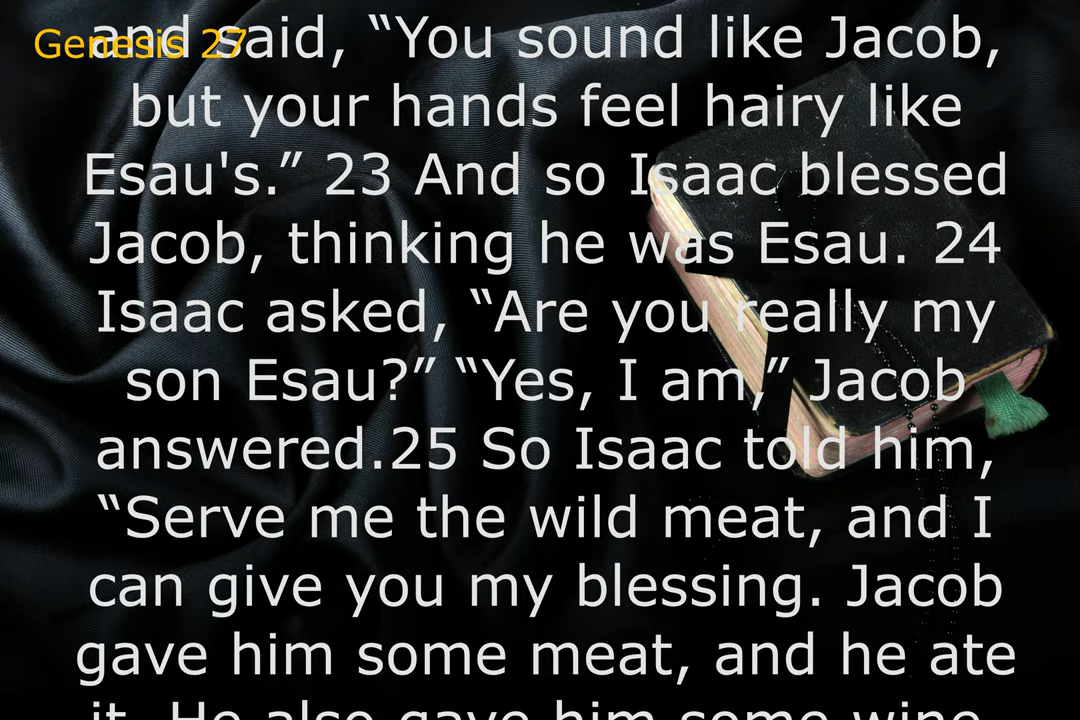 Genesis 27
and said, “You sound like Jacob,
but your hands feel hairy like
Esau's.” 23 And so Isaac blessed
Jacob, thinking he was Esau. 24
Isaac asked, “Are you really my
son Esau?” “Yes, I am,” Jacob
answered.25 So Isaac told him,
“Serve me the wild meat, and I
can give you my blessing. Jacob
gave him some meat, and he ate
it. He also gave him some wine,